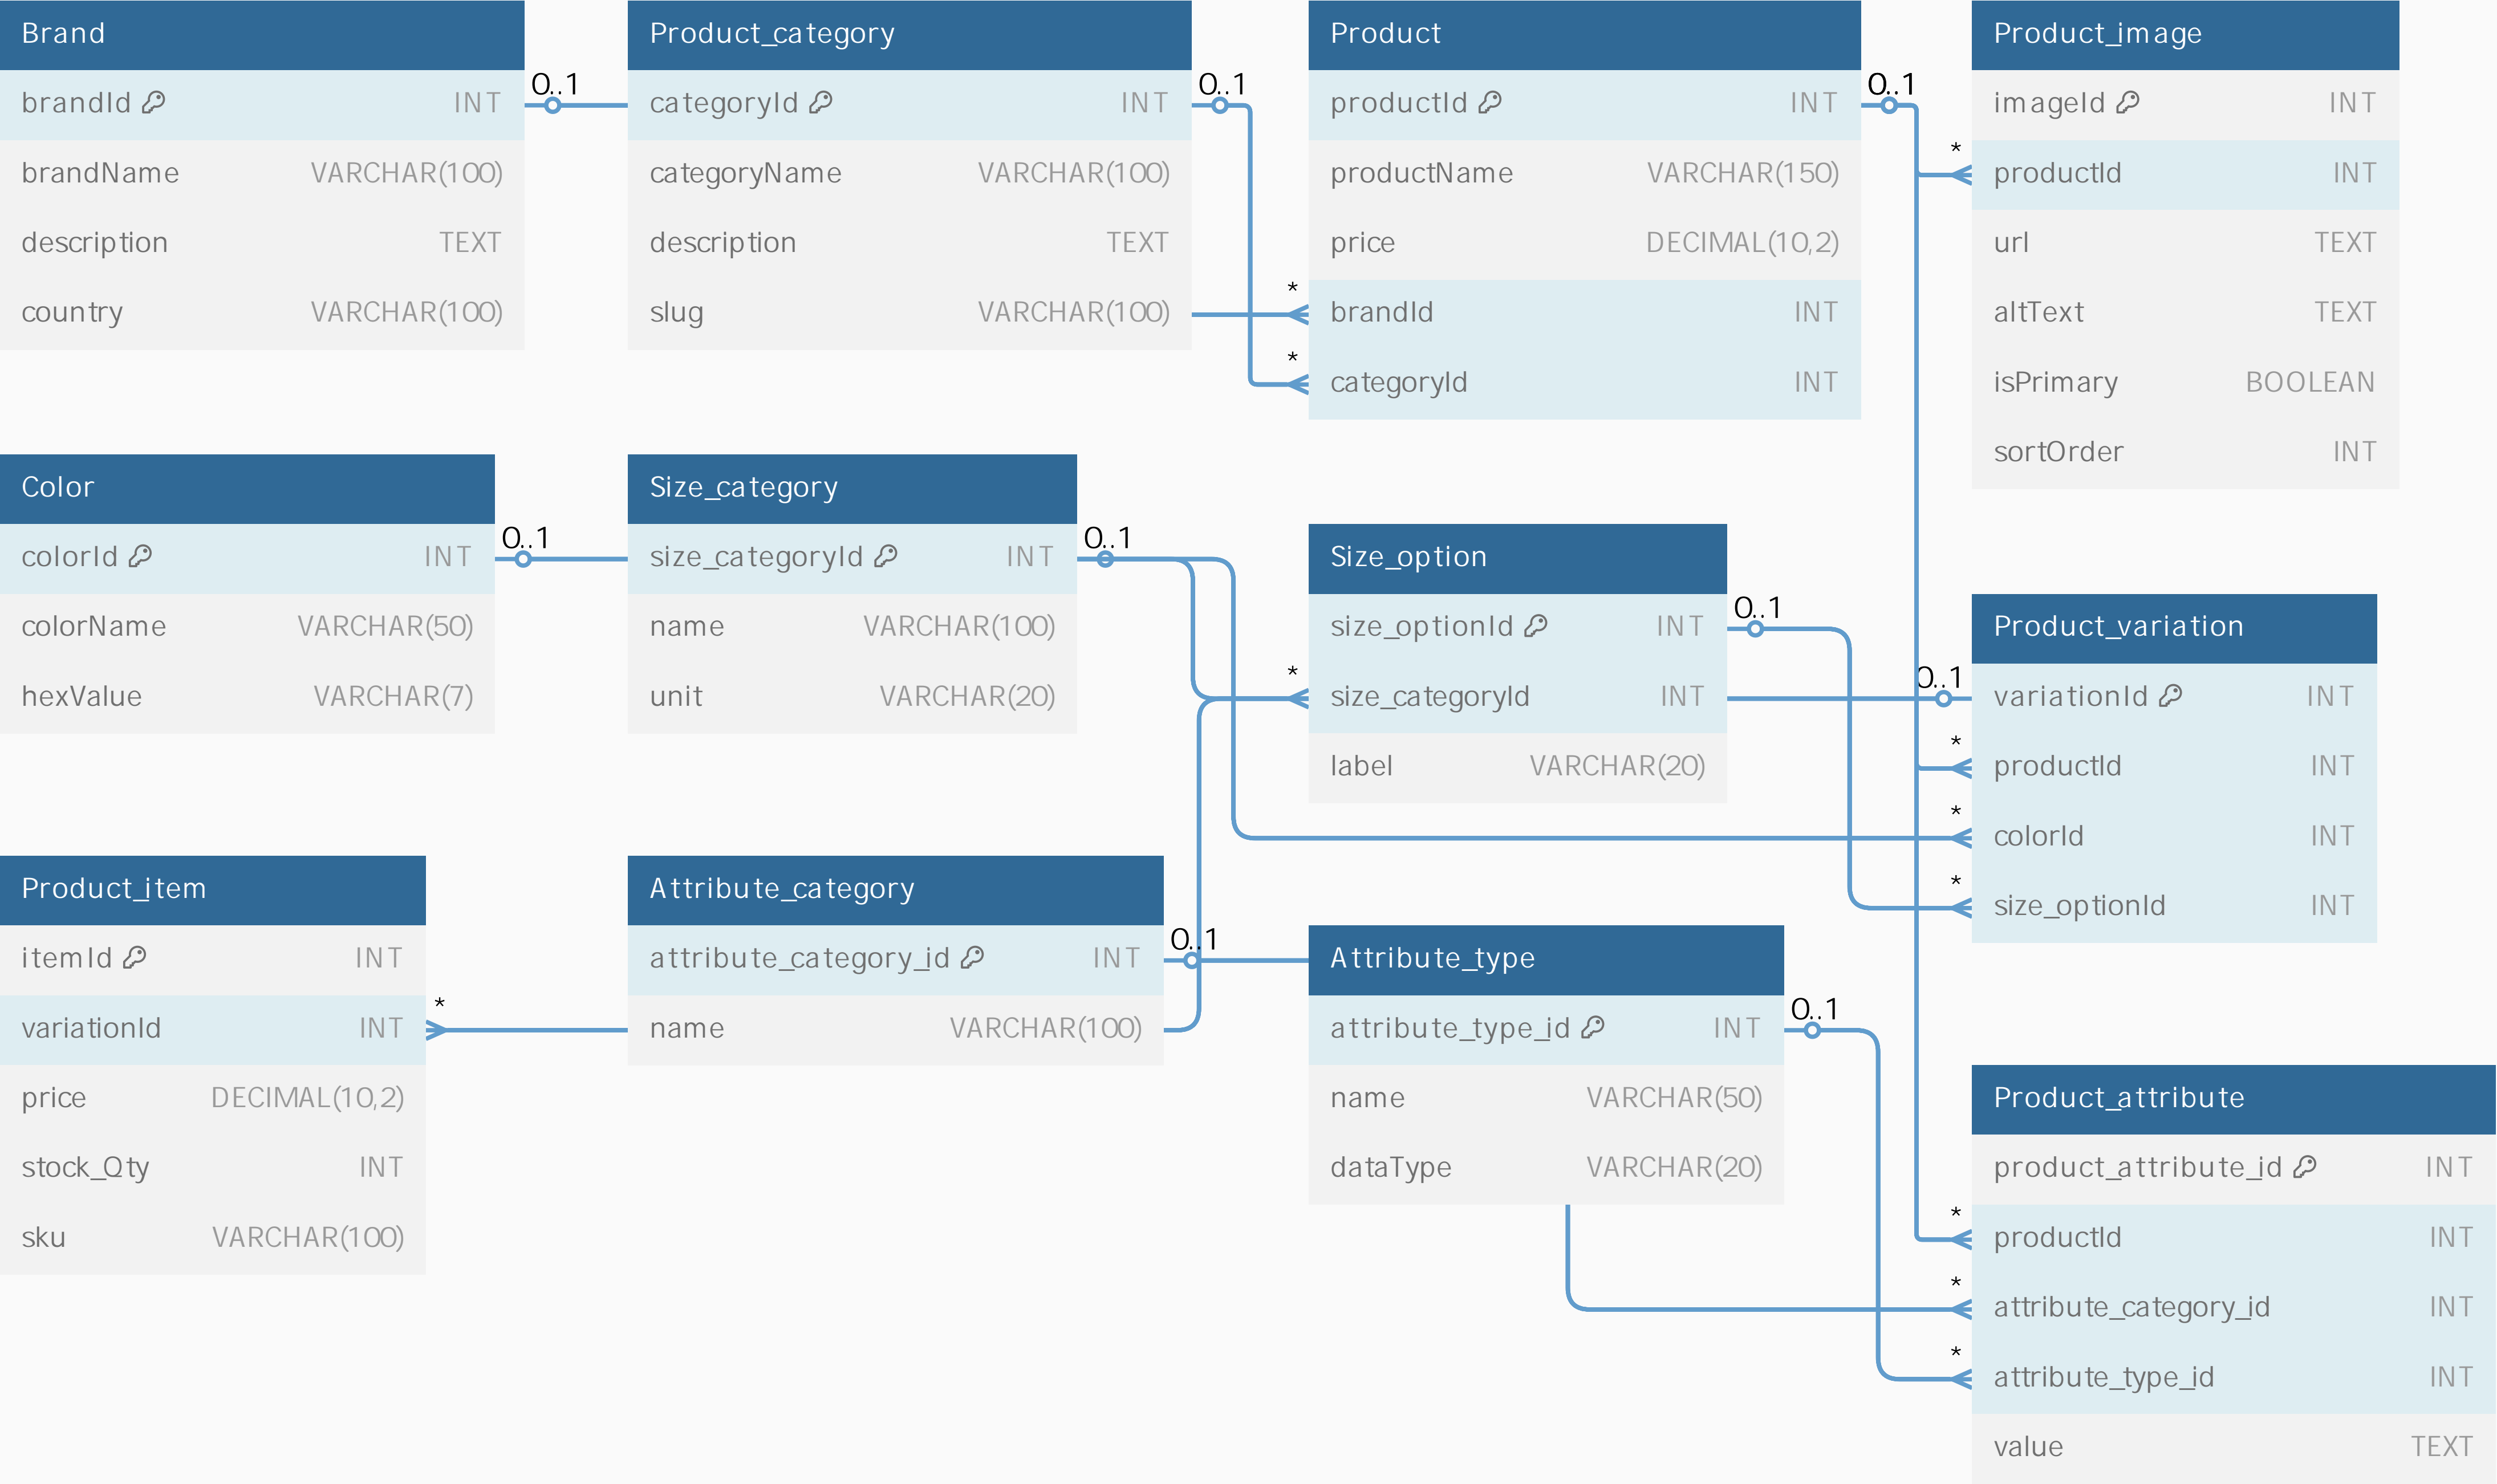 Brand
brandId INT
brandName VARCHAR(100)
description TEXT
country VARCHAR(100)
0..1
Product_category
categoryId INT
categoryName VARCHAR(100)
description TEXT
slug VARCHAR(100)
0..1
Product
productId INT
productName VARCHAR(150)
price DECIMAL(10,2)
* brandId INT
* categoryId INT
0..1
Product_image
imageId INT
* productId INT
url TEXT
altText TEXT
isPrimary BOOLEAN
sortOrder INT
Color
colorId INT
colorName VARCHAR(50)
hexValue VARCHAR(7)
0..1
Size_category
size_categoryId INT
name VARCHAR(100)
unit VARCHAR(20)
0..1
Size_option
size_optionId INT
* size_categoryId INT
label VARCHAR(20)
0..1
Product_variation
0..1
variationId INT
* productId INT
* colorId INT
* size_optionId INT
Product_item
itemId INT
variationId INT *
price DECIMAL(10,2)
stock_Qty INT
sku VARCHAR(100)
Attribute_category
attribute_category_id INT
name VARCHAR(100)
0..1
Attribute_type
attribute_type_id INT
name VARCHAR(50)
dataType VARCHAR(20)
0..1
Product_attribute
product_attribute_id INT
* productId INT
* attribute_category_id INT
* attribute_type_id INT
value TEXT